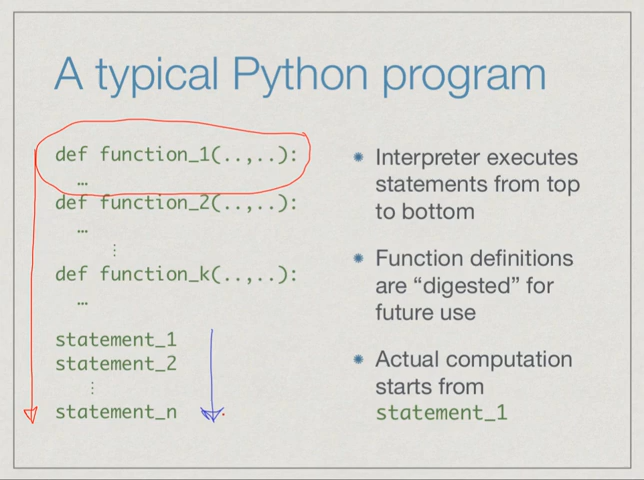 A typical Python program
def function_1(..,..):
…
def function_2(..,..):
…
⋮
def function_k(..,..):
…
statement_1
statement_2
⋮
statement_n
Interpreter executes
statements from top
to bottom
Function definitions
are “digested” for
future use
Actual computation
starts from
statement_1